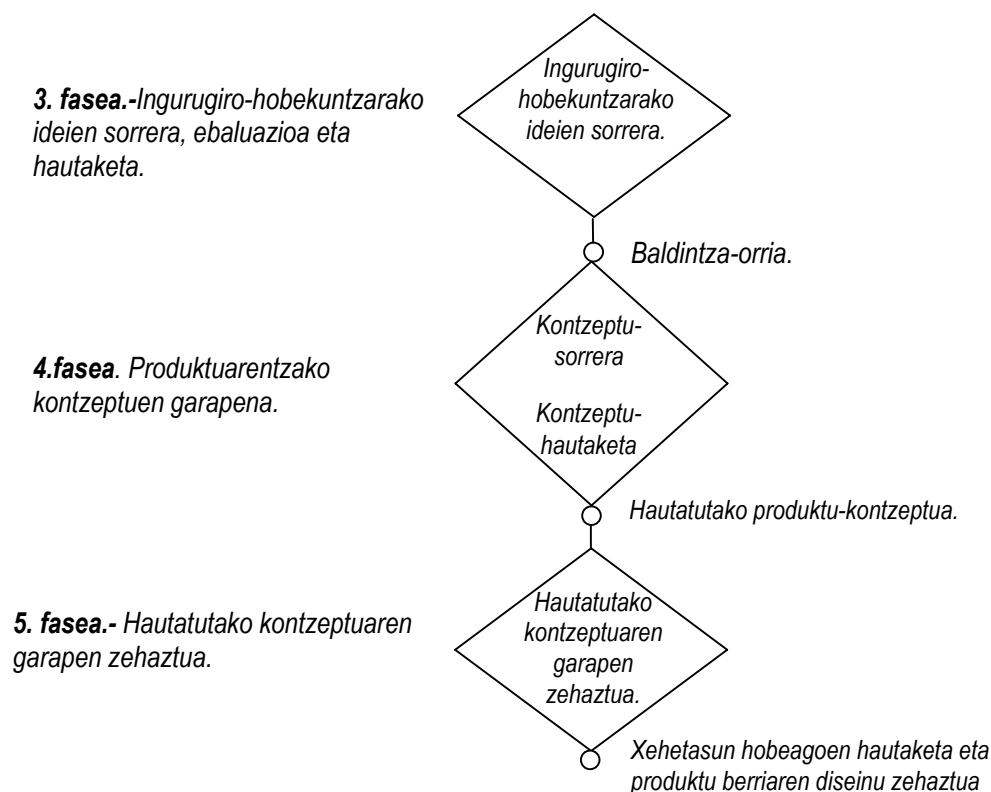 3. fasea.-Ingurugiro-hobekuntzarako
ideien sorrera, ebaluazioa eta
hautaketa.
Ingurugiro-
hobekuntzarako
ideien sorrera.
Baldintza-orria.
4.fasea. Produktuarentzako
kontzeptuen garapena.
Kontzeptu-
sorrera
Kontzeptu-
hautaketa
Hautatutako produktu-kontzeptua.
5. fasea.- Hautatutako kontzeptuaren
garapen zehaztua.
Hautatutako
kontzeptuaren
garapen
zehaztua.
Xehetasun hobeagoen hautaketa eta
produktu berriaren diseinu zehaztua